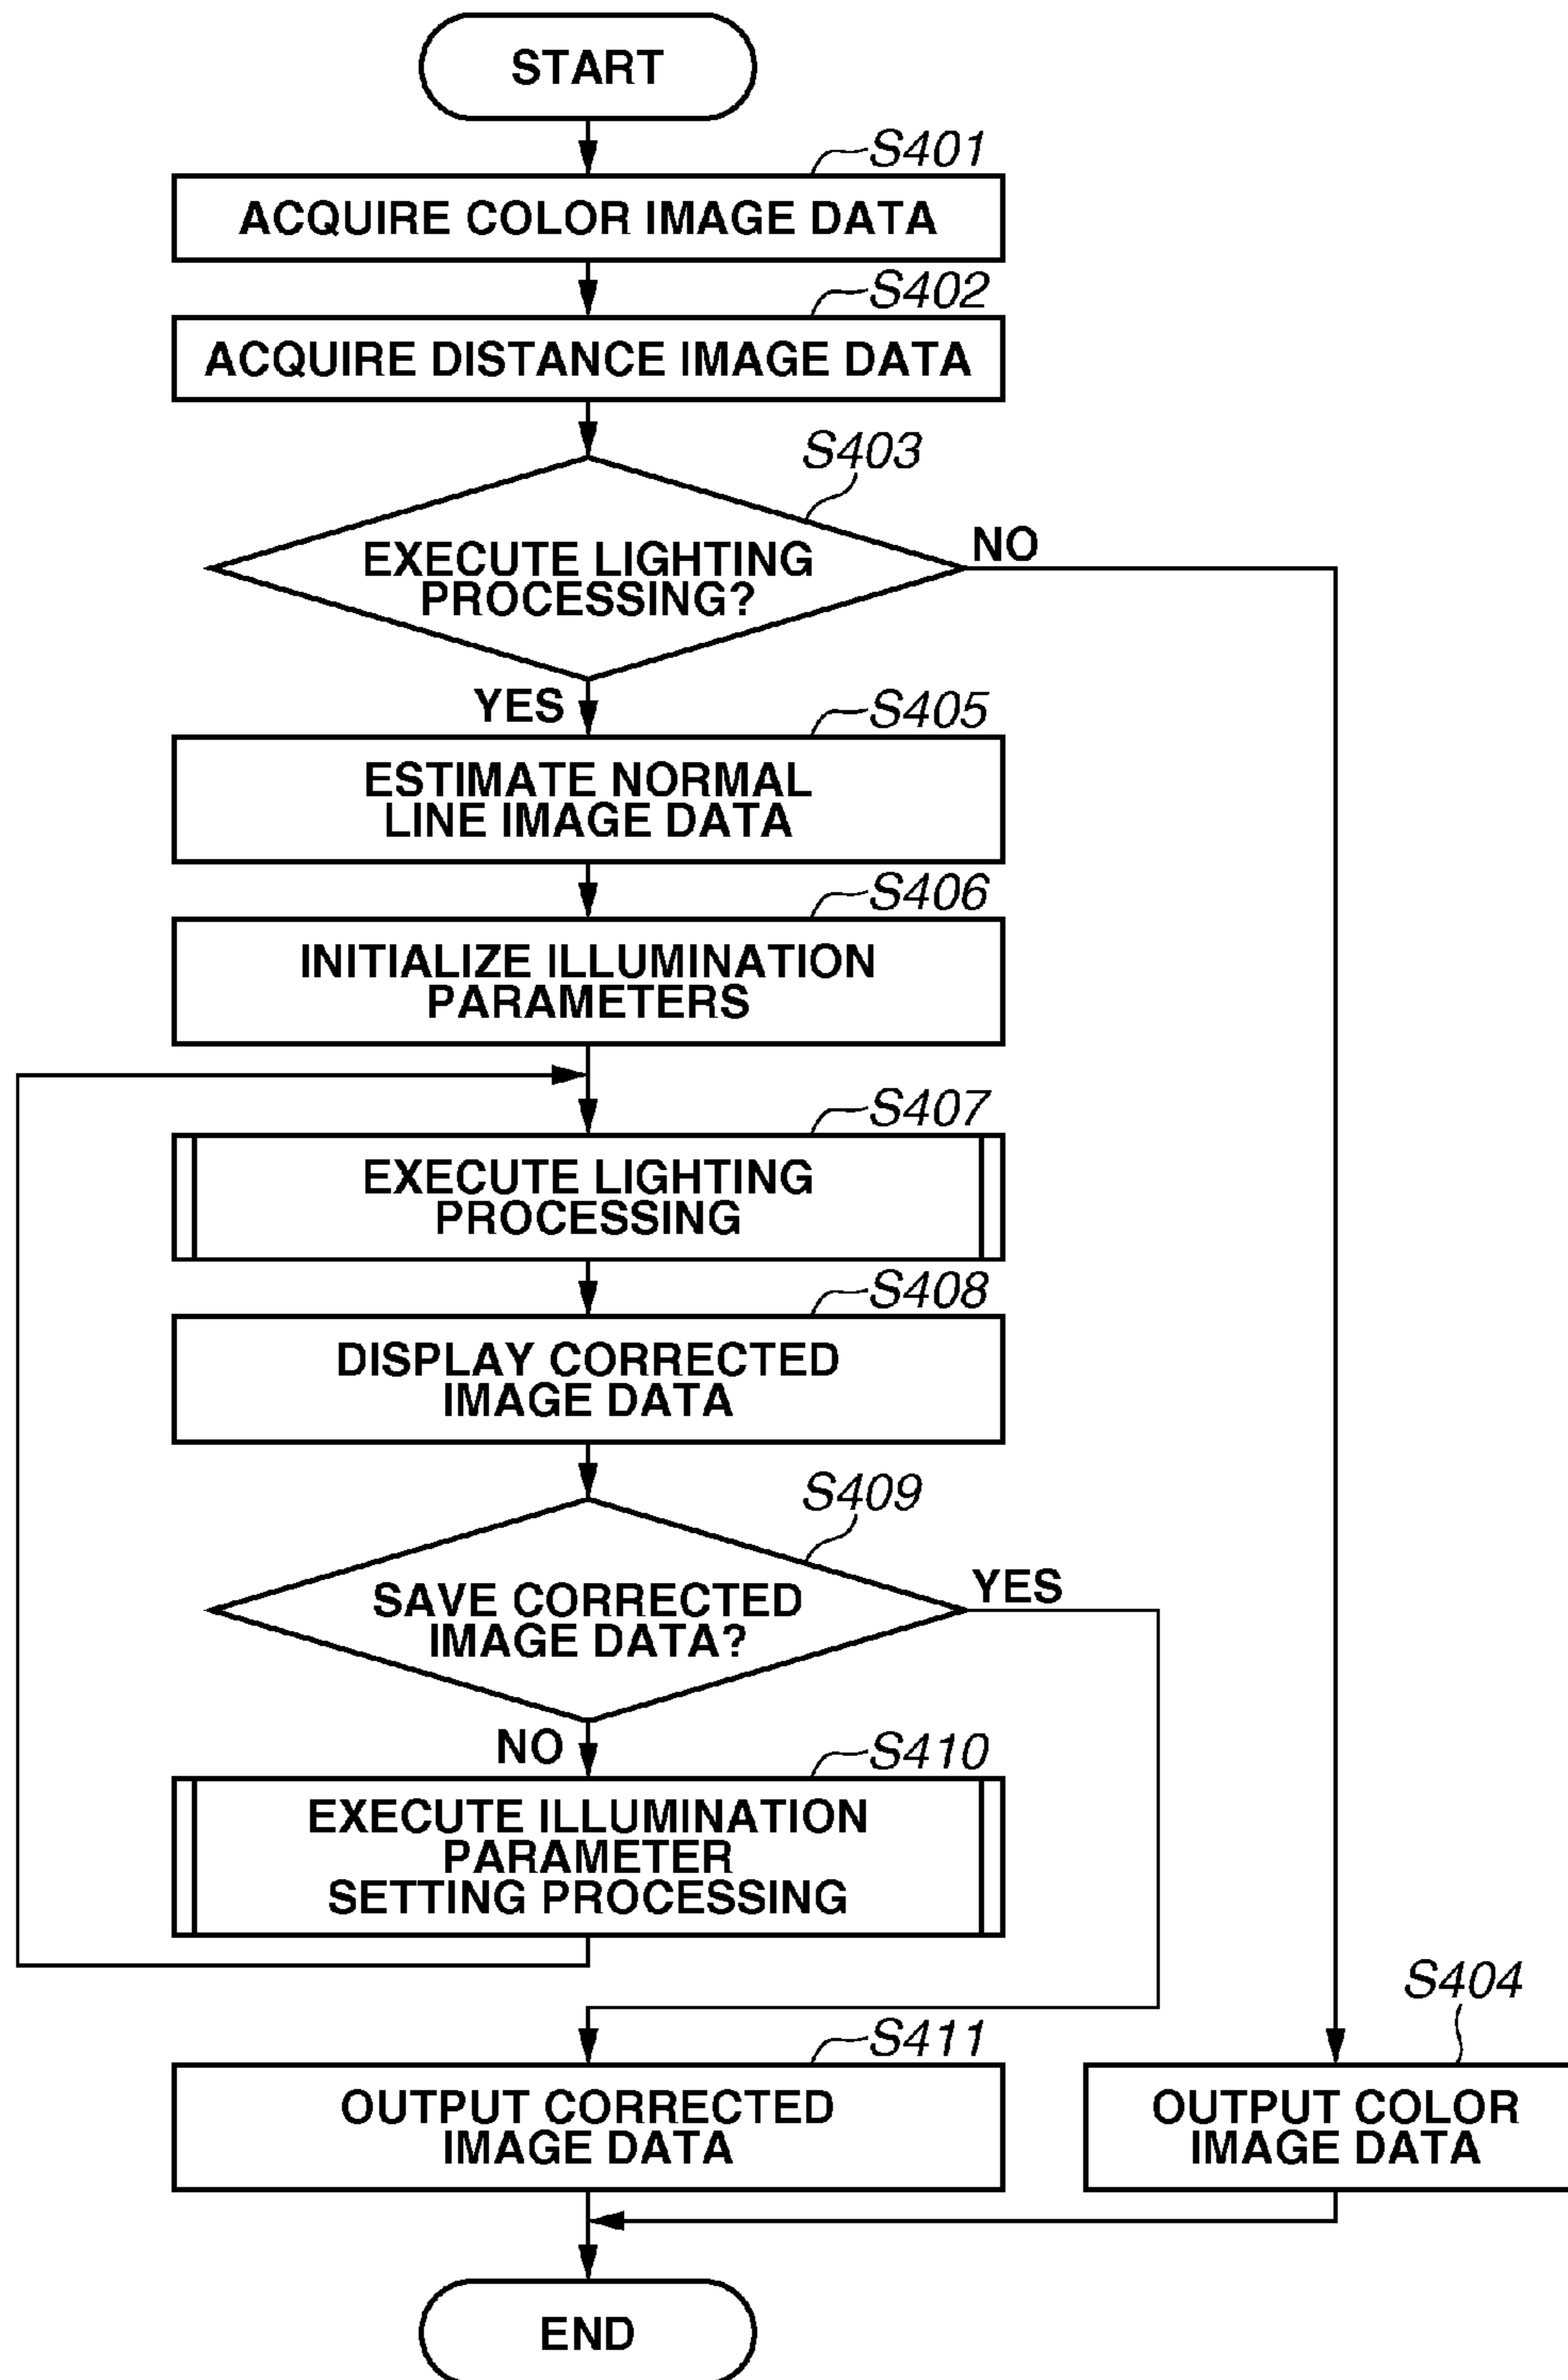 START
S401
ACQUIRE COLOR IMAGE DATA
S402
ACQUIRE DISTANCE IMAGE DATA
S403
EXECUTE LIGHTING
PROCESSING?
NO
YES
S405
ESTIMATE NORMAL
LINE IMAGE DATA
S406
INITIALIZE ILLUMINATION
PARAMETERS
S407
EXECUTE LIGHTING
PROCESSING
S408
DISPLAY CORRECTED
IMAGE DATA
S409
SAVE CORRECTED
IMAGE DATA?
YES
NO
S410
EXECUTE ILLUMINATION
PARAMETER
SETTING PROCESSING
S411
OUTPUT CORRECTED
IMAGE DATA
S404
OUTPUT COLOR
IMAGE DATA
END